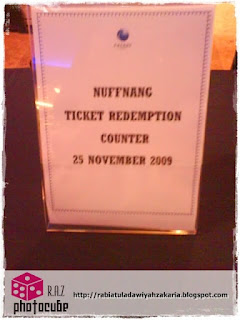 NUFFNANG
TICKET REDEMPTION
COUNTER
25 NOVEMBER 2009
R.A.Z
PHOTOCUBE
http://rabiatuladawiyahzakaria.blogspot.com